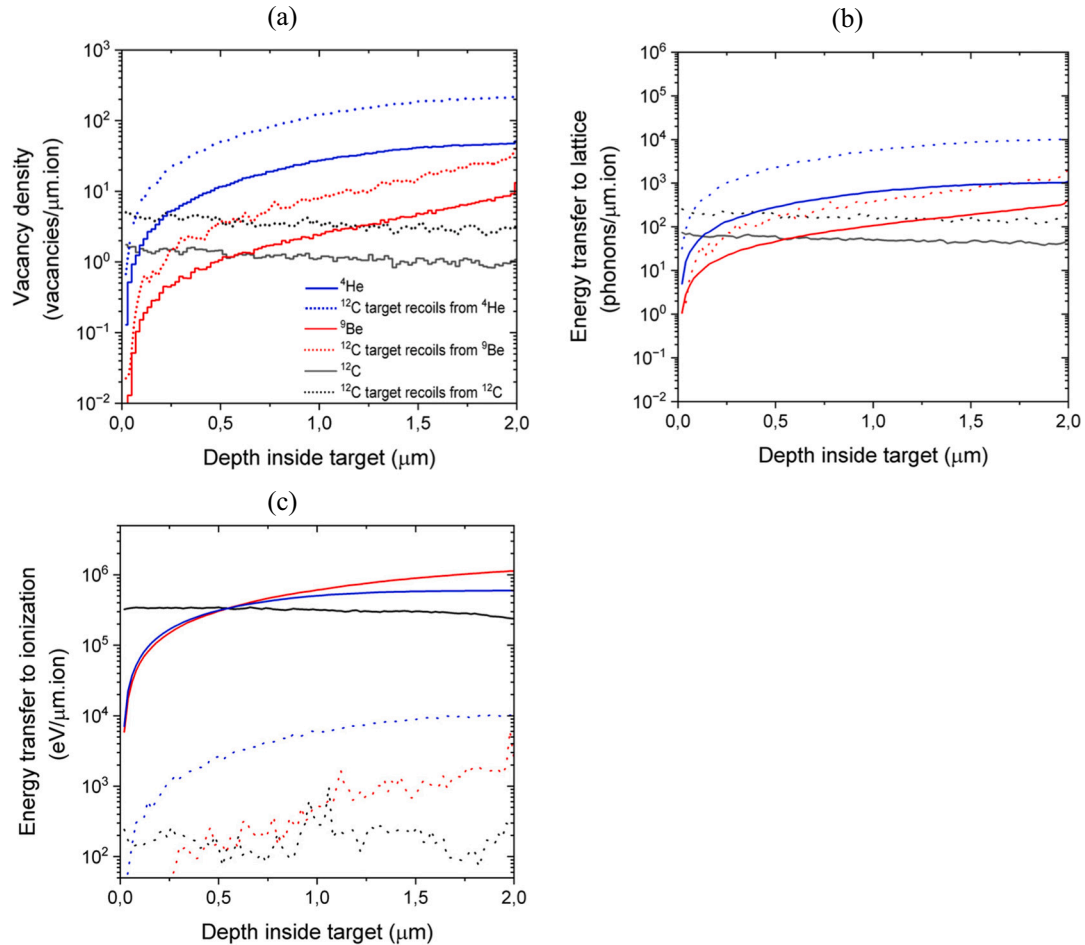 (a)
10³
10²
10¹
10⁰
10⁻¹
10⁻²
Vacancy density
(vacancies/μm.ion)
⁴He
¹²C target recoils from ⁴He
⁹Be
¹²C target recoils from ⁹Be
¹²C
¹²C target recoils from ¹²C
0,0 0,5 1,0 1,5 2,0
Depth inside target (μm)
(b)
10⁶
10⁵
10⁴
10³
10²
10¹
10⁰
10⁻¹
10⁻²
Energy transfer to lattice
(phonons/μm.ion)
0,0 0,5 1,0 1,5 2,0
Depth inside target (μm)
(c)
10⁶
10⁵
10⁴
10³
10²
Energy transfer to ionization
(eV/μm.ion)
0,0 0,5 1,0 1,5 2,0
Depth inside target (μm)